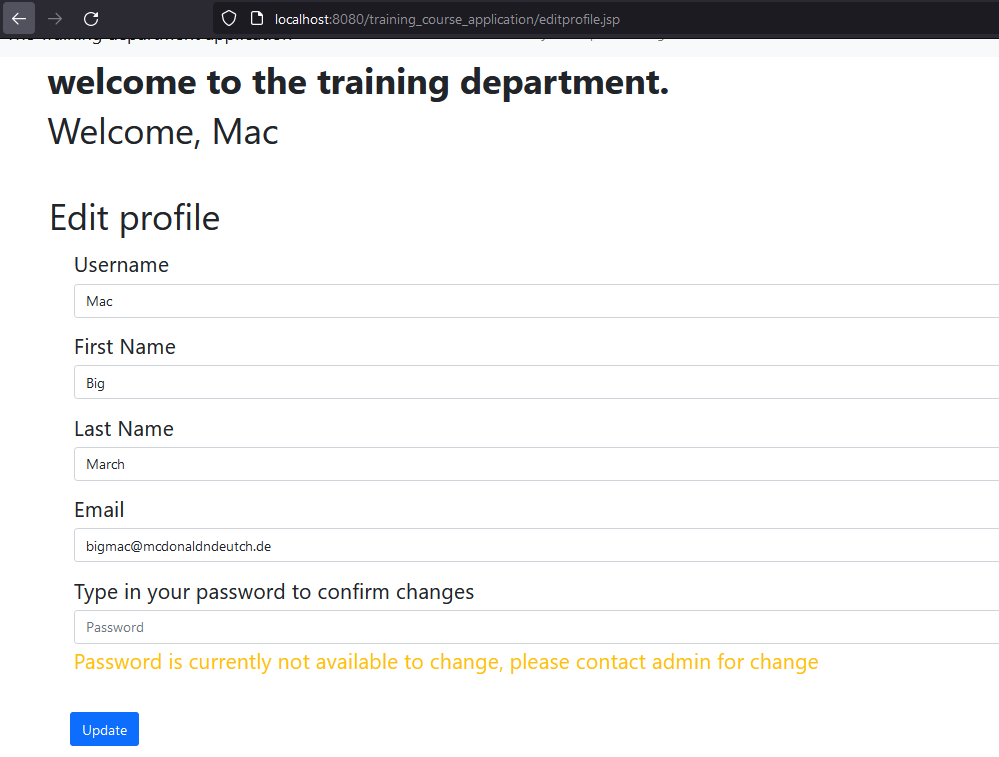 localhost:8080/training_course_application/editprofile.jsp
welcome to the training department.
Welcome, Mac
Edit profile
Username
Mac
First Name
Big
Last Name
March
Email
bigmac@mcdonaldndeutch.de
Type in your password to confirm changes
Password
Password is currently not available to change, please contact admin for change
Update